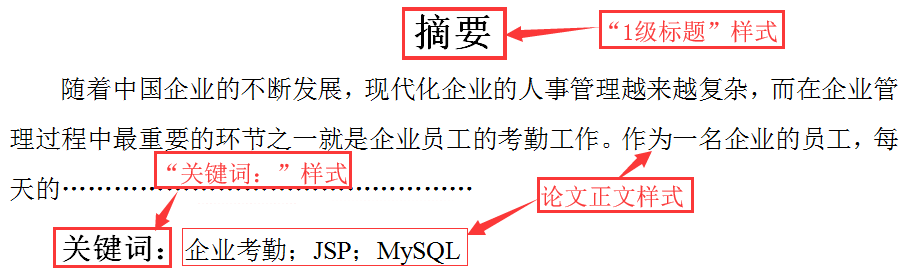 摘要
“1级标题”样式
随着中国企业的不断发展，现代化企业的人事管理越来越复杂，而在企业管
理过程中最重要的环节之一就是企业员工的考勤工作。作为一名企业的员工，每
“关键词：”样式
天的………………………………………
论文正文样式
关键词：企业考勤；JSP；MySQL